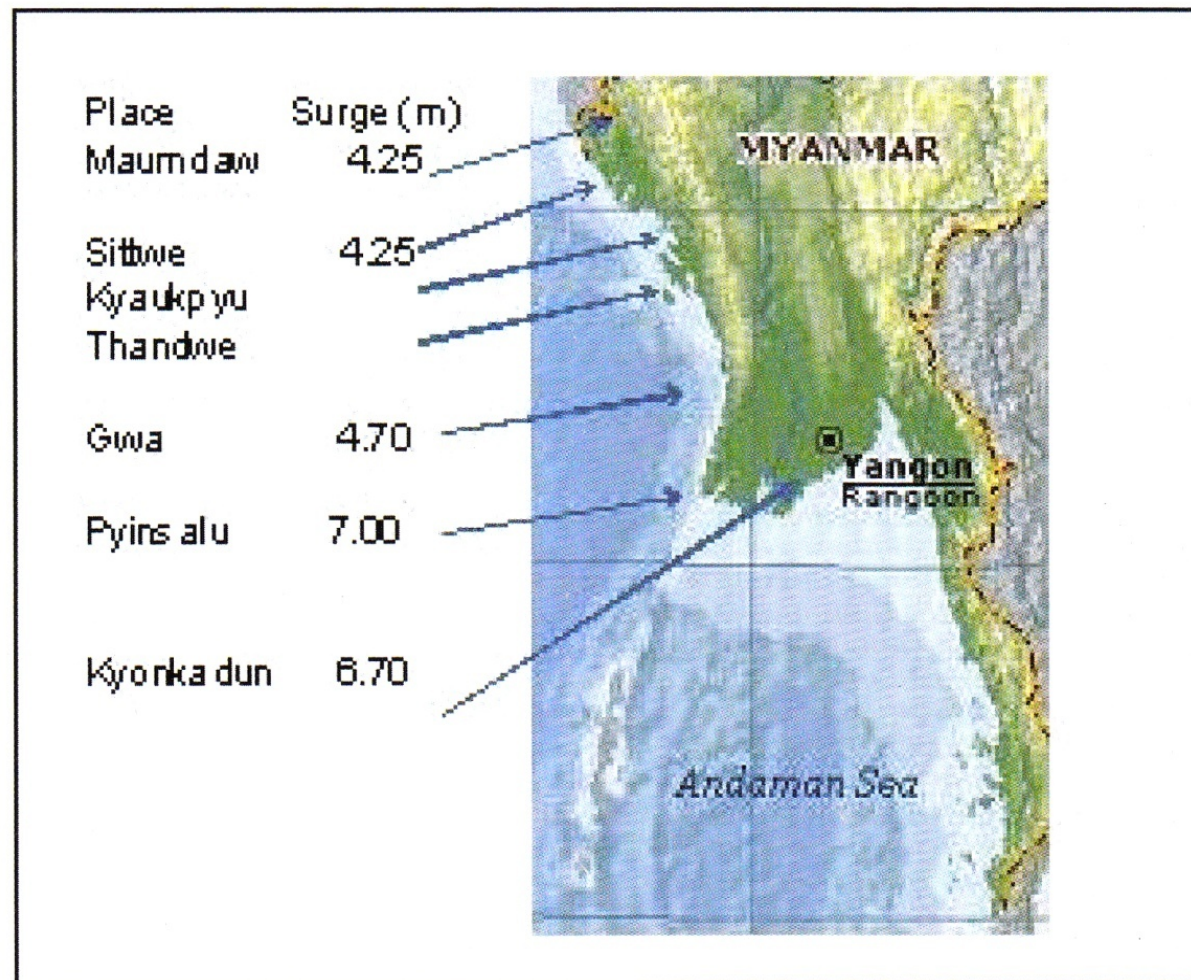 Place Surge (m)
Maumdaw 4.25
Sittwe 4.25
Kyaukpyu
Thandwe
Gwa 4.70
Pyinsalu 7.00
Kyonkadun 6.70
MYANMAR
Yangon
Rangoon
Andaman Sea